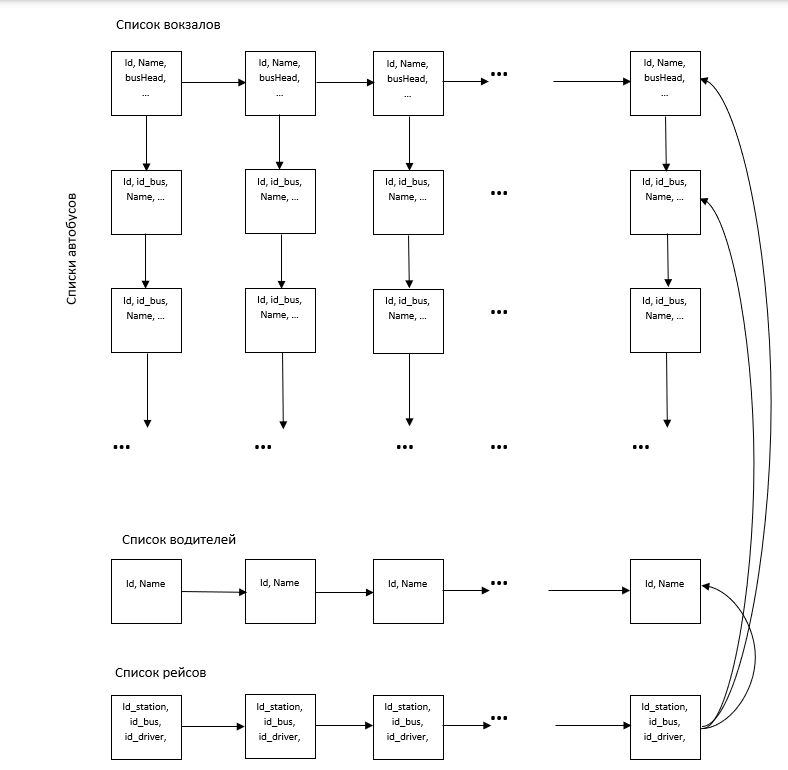 Список вокзалов
Id, Name,
busHead,
...
Id, Name,
busHead,
...
Id, Name,
busHead,
...
...
Id, Name,
busHead,
...
Списки автобусов
Id, id_bus,
Name, ...
Id, id_bus,
Name, ...
Id, id_bus,
Name, ...
...
Id, id_bus,
Name, ...
Id, id_bus,
Name, ...
Id, id_bus,
Name, ...
Id, id_bus,
Name, ...
...
Id, id_bus,
Name, ...
...
...
...
...
...
Список водителей
Id, Name
Id, Name
Id, Name
...
Id, Name
Список рейсов
Id_station,
id_bus,
id_driver,
Id_station,
id_bus,
id_driver,
Id_station,
id_bus,
id_driver,
...
Id_station,
id_bus,
id_driver,